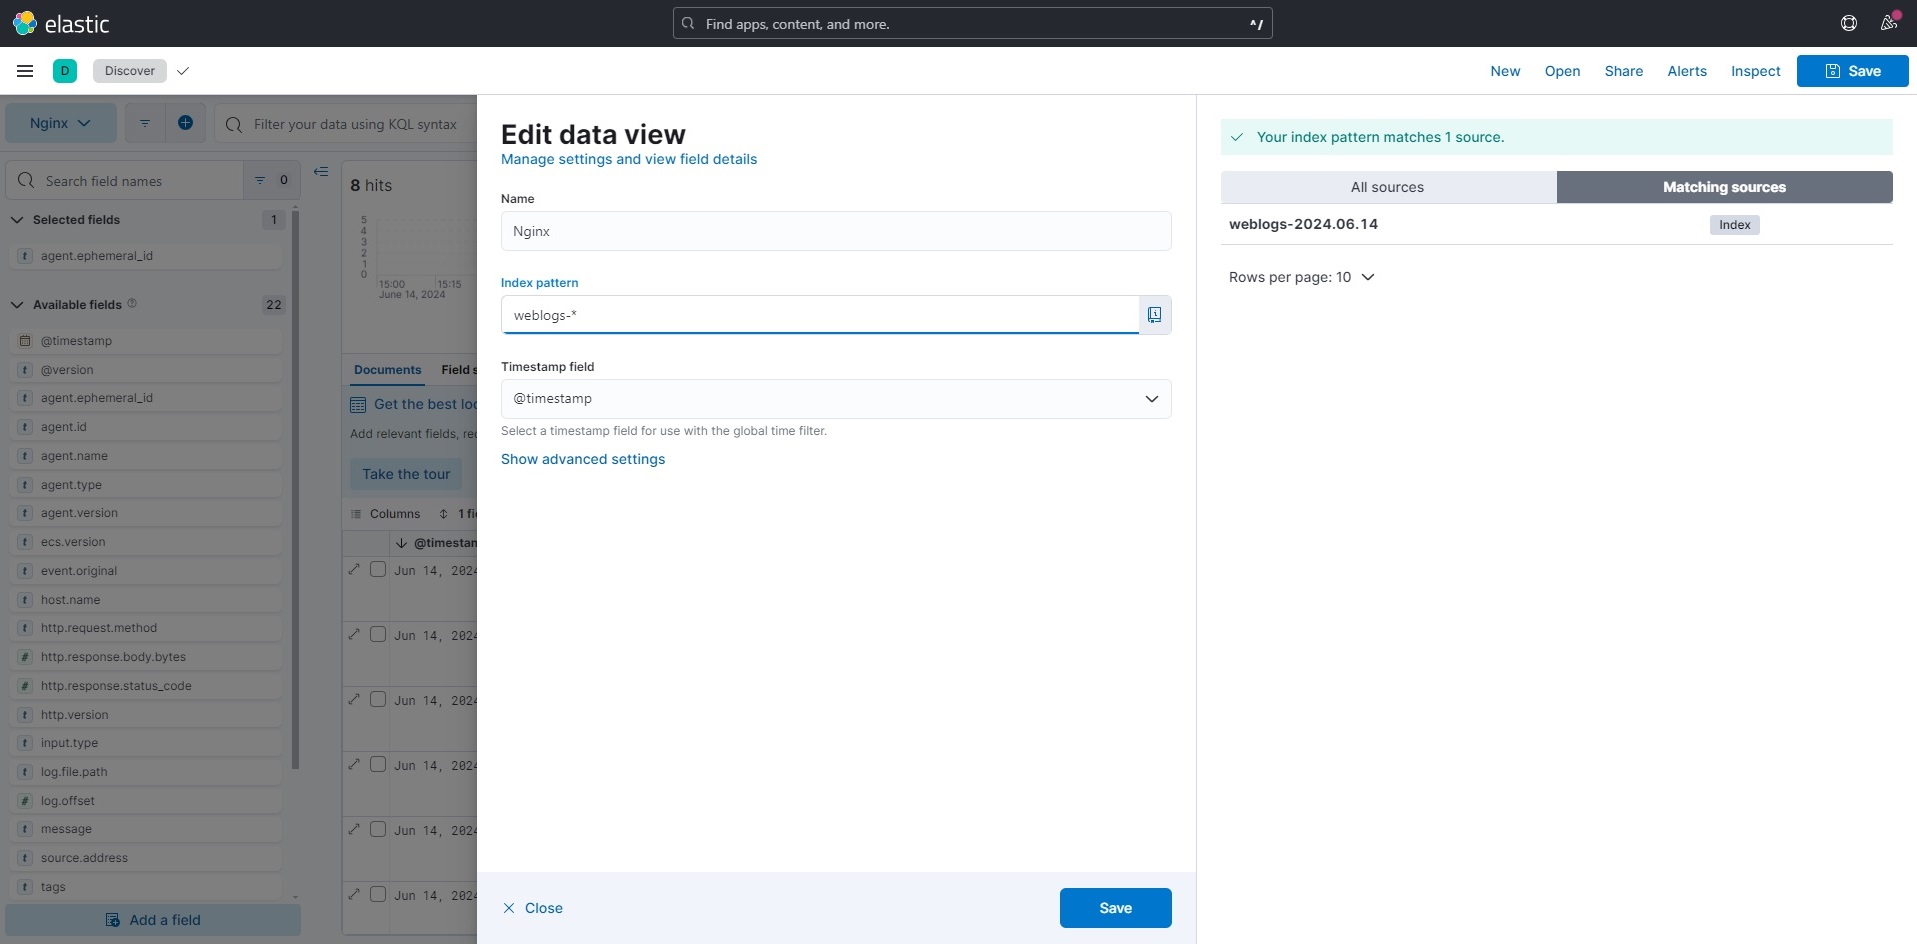 elastic
Find apps, content, and more.
^/
D
Discover
New
Open
Share
Alerts
Inspect
Save
Nginx
Filter your data using KQL syntax
Search field names
0
Selected fields
1
t agent.ephemeral_id
Available fields
22
@timestamp
t @version
t agent.ephemeral_id
t agent.id
t agent.name
t agent.type
t agent.version
t ecs.version
t event.original
t host.name
t http.request.method
# http.response.body.bytes
# http.response.status_code
t http.version
t input.type
t log.file.path
# log.offset
t message
t source.address
t tags
Add a field
8 hits
5
4
3
2
1
0
15:00
15:15
June 14, 2024
Documents
Field s
Get the best loo
Add relevant fields, reo
Take the tour
Columns
1 fie
@timestam
Jun 14, 2024
Jun 14, 2024
Jun 14, 2024
Jun 14, 2024
Jun 14, 2024
Jun 14, 2024
Edit data view
Manage settings and view field details
Name
Nginx
Index pattern
weblogs-*
Timestamp field
@timestamp
Select a timestamp field for use with the global time filter.
Show advanced settings
Close
Save
Your index pattern matches 1 source.
All sources
Matching sources
weblogs-2024.06.14
Index
Rows per page: 10